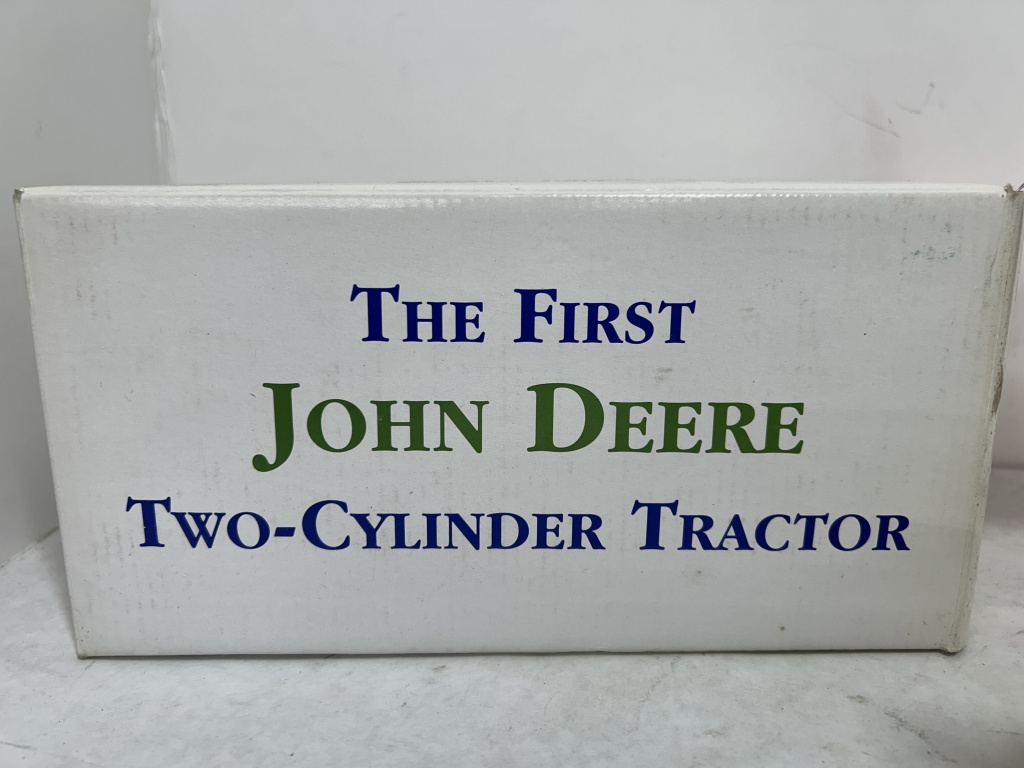 The First
John Deere
Two-Cylinder Tractor